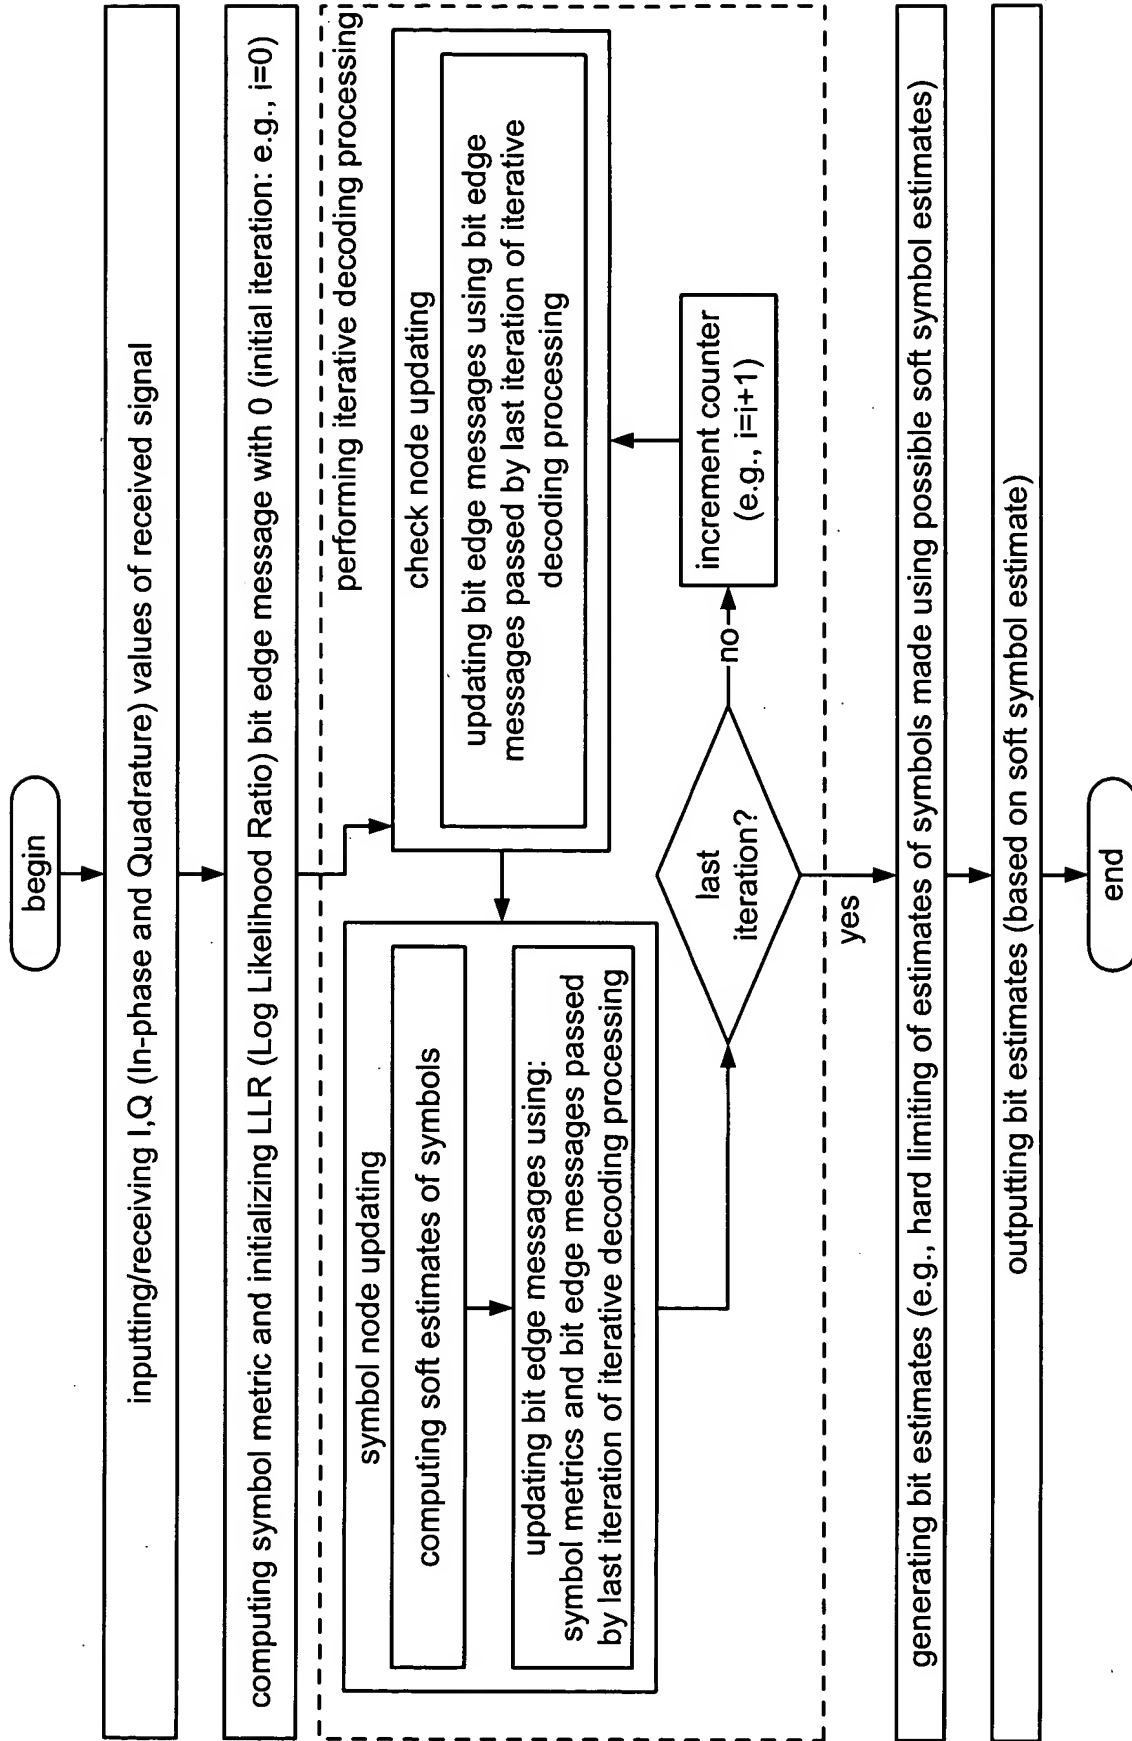 begin
inputting/receiving I,Q (In-phase and Quadrature) values of received signal
computing symbol metric and initializing LLR (Log Likelihood Ratio) bit edge message with 0 (initial iteration: e.g., i=0)
performing iterative decoding processing
check node updating
updating bit edge messages using bit edge
messages passed by last iteration of iterative
decoding processing
symbol node updating
computing soft estimates of symbols
updating bit edge messages using:
symbol metrics and bit edge messages passed
by last iteration of iterative decoding processing
last
iteration?
no
increment counter
(e.g., i=i+1)
yes
generating bit estimates (e.g., hard limiting of estimates of symbols made using possible soft symbol estimates)
outputting bit estimates (based on soft symbol estimate)
end